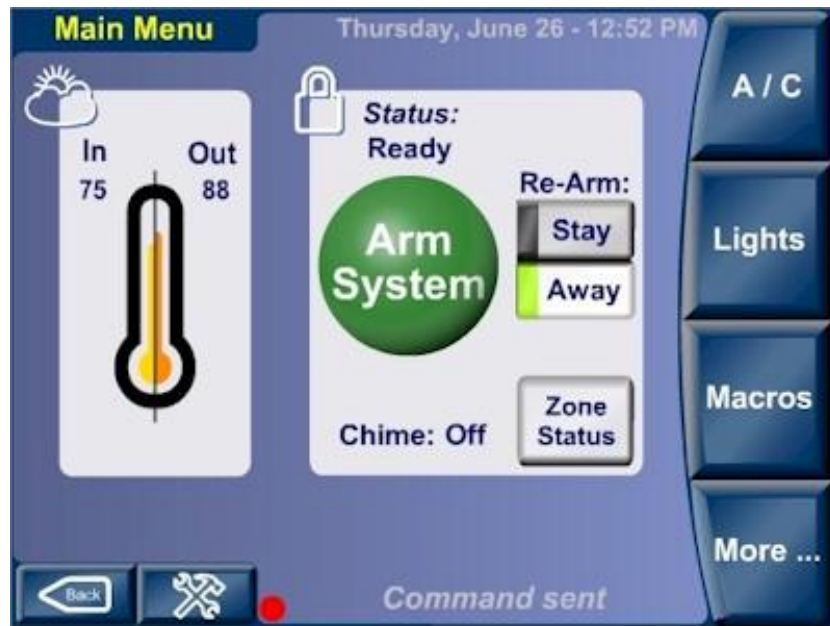 Main Menu
Thursday, June 26 - 12:52 PM
In
Out
75
88
Status:
Ready
Arm
System
Re-Arm:
Stay
Away
Chime: Off
Zone
Status
A / C
Lights
Macros
More ...
Back
Command sent